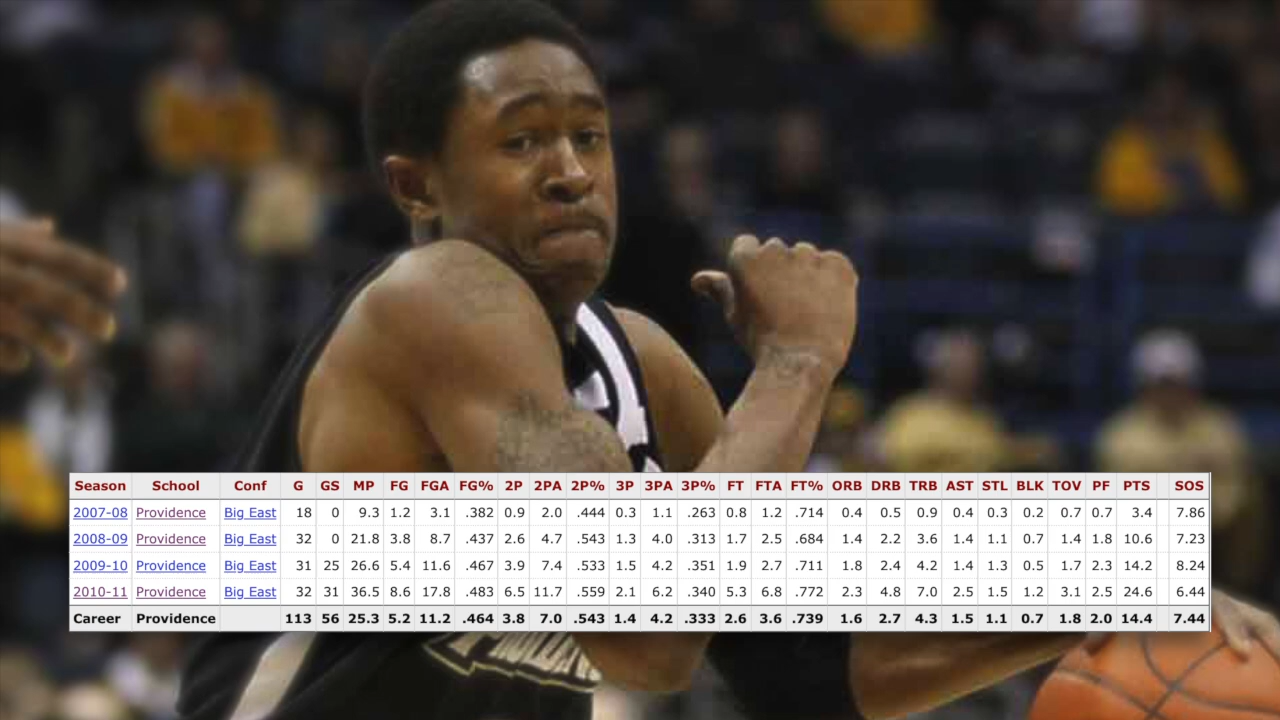 Season School Conf G GS MP FG FGA FG% 2P 2PA 2P% 3P 3PA 3P% FT FTA FT% ORB DRB TRB AST STL BLK TOV PF PTS SOS
2007-08 Providence Big East 18 0 9.3 1.2 3.1 .382 0.9 2.0 .444 0.3 1.1 .263 0.8 1.2 .714 0.4 0.5 0.9 0.4 0.3 0.2 0.7 0.7 3.4 7.86
2008-09 Providence Big East 32 0 21.8 3.8 8.7 .437 2.6 4.7 .543 1.3 4.0 .313 1.7 2.5 .684 1.4 2.2 3.6 1.4 1.1 0.7 1.4 1.8 10.6 7.23
2009-10 Providence Big East 31 25 26.6 5.4 11.6 .467 3.9 7.4 .533 1.5 4.2 .351 1.9 2.7 .711 1.8 2.4 4.2 1.4 1.3 0.5 1.7 2.3 14.2 8.24
2010-11 Providence Big East 32 31 36.5 8.6 17.8 .483 6.5 11.7 .559 2.1 6.2 .340 5.3 6.8 .772 2.3 4.8 7.0 2.5 1.5 1.2 3.1 2.5 24.6 6.44
Career Providence 113 56 25.3 5.2 11.2 .464 3.8 7.0 .543 1.4 4.2 .333 2.6 3.6 .739 1.6 2.7 4.3 1.5 1.1 0.7 1.8 2.0 14.4 7.44